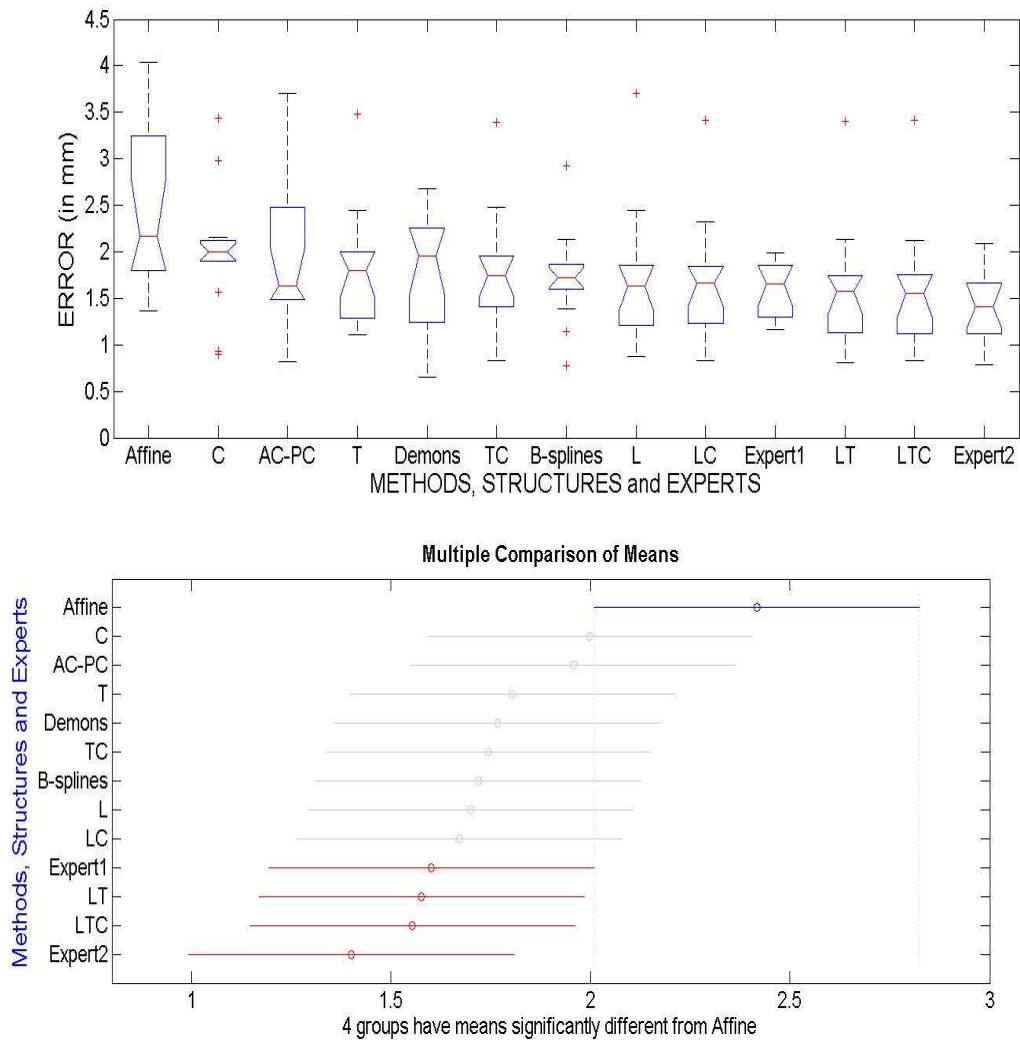 4.5
4
3.5
3
2.5
2
1.5
1
0.5
0
ERROR (in mm)
Affine C AC-PC T Demons TC B-splines L LC Expert1 LT LTC Expert2
METHODS, STRUCTURES and EXPERTS
Multiple Comparison of Means
Methods, Structures and Experts
Affine
C
AC-PC
T
Demons
TC
B-splines
L
LC
Expert1
LT
LTC
Expert2
1 1.5 2 2.5 3
4 groups have means significantly different from Affine